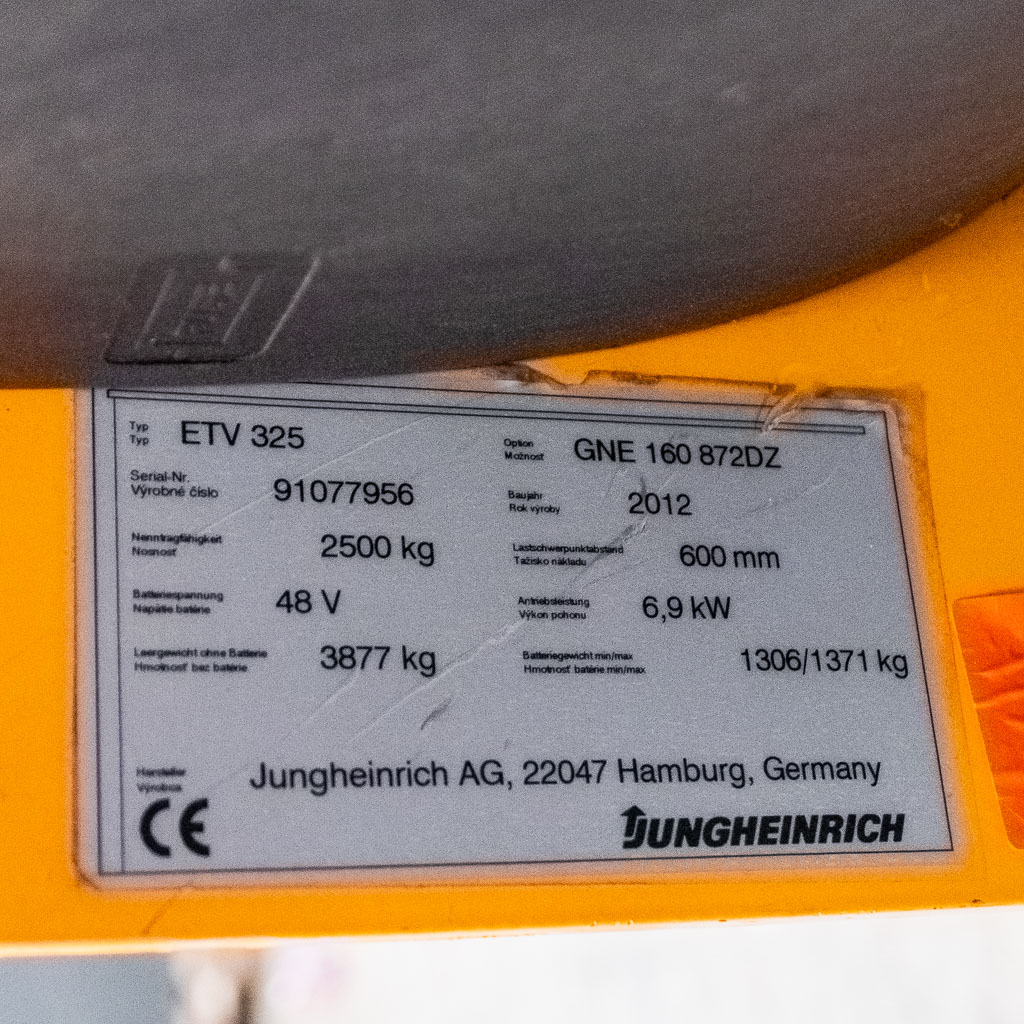 Typ
Typ
ETV 325
Option
Možnosť
GNE 160 872DZ
Serial-Nr.
Výrobné číslo
91077956
Baujahr
Rok výroby
2012
Nenntragfähigkeit
Nosnosť
2500 kg
Lastschwerpunktabstand
Ťažisko nákladu
600 mm
Batteriespannung
Napätie batérie
48 V
Antriebsleistung
Výkon pohonu
6,9 kW
Leergewicht ohne Batterie
Hmotnosť bez batérie
3877 kg
Batteriegewicht min/max
Hmotnosť batérie min/max
1306/1371 kg
Hersteller
Výrobca
Jungheinrich AG, 22047 Hamburg, Germany
CE
JUNGHEINRICH